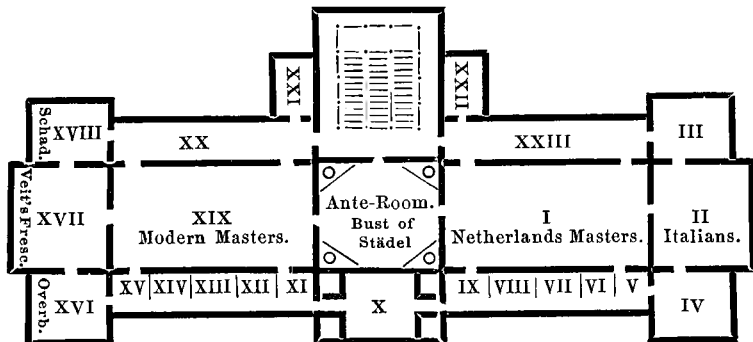 XXI
XXII
Schad.
XVIII
XX
XXIII
III
Veit's Fresc.
XVII
XIX
Modern Masters.
Ante-Room.
Bust of
Städel
I
Netherlands Masters.
II
Italians.
Overb.
XVI
XV XIV XIII XII XI
X
IX VIII VII VI V
IV